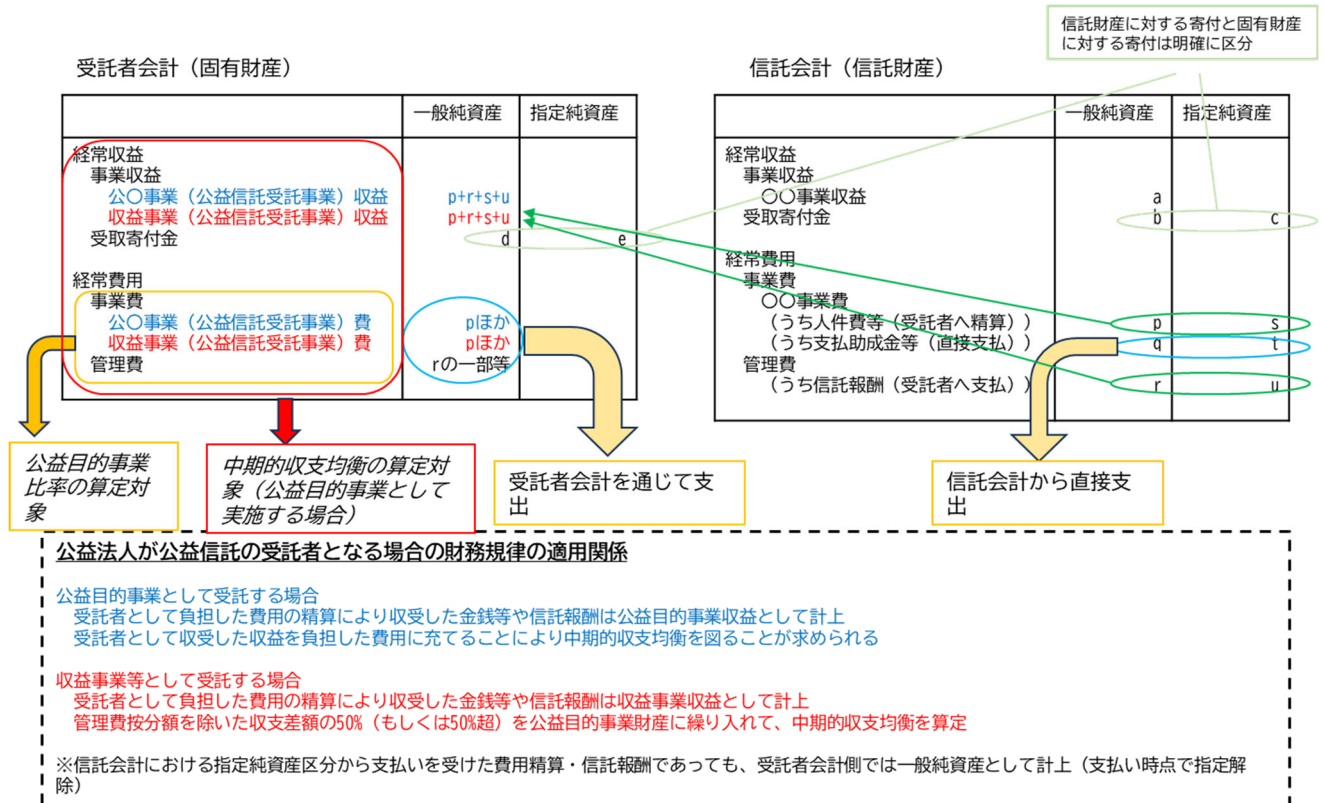 信託財産に対する寄付と固有財産
に対する寄付は明確に区分
受託者会計（固有財産）
一般純資産 指定純資産
経常収益
事業収益
公〇事業（公益信託受託事業）収益 p+r+s+u
収益事業（公益信託受託事業）収益 p+r+s+u
受取寄付金 d e
経常費用
事業費
公〇事業（公益信託受託事業）費 pほか
収益事業（公益信託受託事業）費 pほか
管理費 rの一部等
信託会計（信託財産）
一般純資産 指定純資産
経常収益
事業収益
〇〇事業収益 a
受取寄付金 b c
経常費用
事業費
〇〇事業費
（うち人件費等（受託者へ精算）） p s
（うち支払助成金等（直接支払）） q t
管理費
（うち信託報酬（受託者へ支払）） r u
公益目的事業
比率の算定対
象
中期的収支均衡の算定対
象（公益目的事業として
実施する場合）
受託者会計を通じて支
出
信託会計から直接支
出
公益法人が公益信託の受託者となる場合の財務規律の適用関係
公益目的事業として受託する場合
受託者として負担した費用の精算により収受した金銭等や信託報酬は公益目的事業収益として計上
受託者として収受した収益を負担した費用に充てることにより中期的収支均衡を図ることが求められる
収益事業等として受託する場合
受託者として負担した費用の精算により収受した金銭等や信託報酬は収益事業収益として計上
管理費按分額を除いた収支差額の50%（もしくは50%超）を公益目的事業財産に繰り入れて、中期的収支均衡を算定
※信託会計における指定純資産区分から支払いを受けた費用精算・信託報酬であっても、受託者会計側では一般純資産として計上（支払い時点で指定解
除）